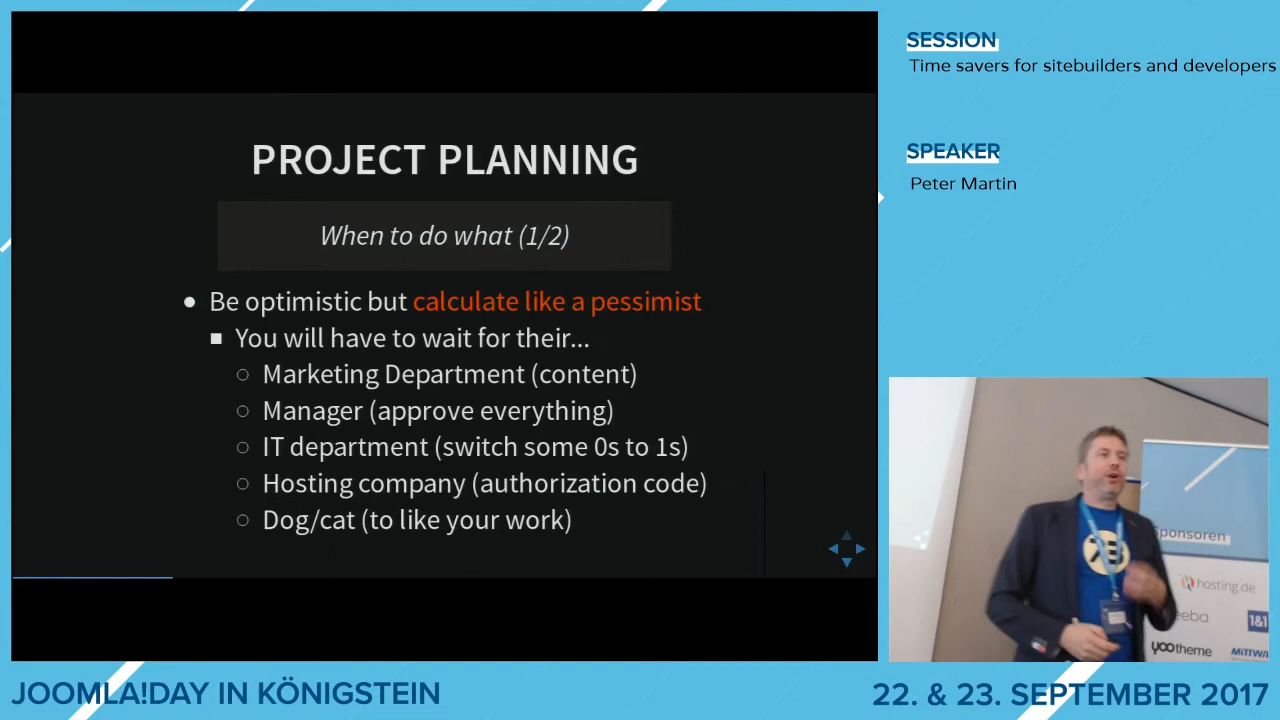 PROJECT PLANNING
When to do what (1/2)
Be optimistic but calculate like a pessimist
You will have to wait for their...
Marketing Department (content)
Manager (approve everything)
IT department (switch some 0s to 1s)
Hosting company (authorization code)
Dog/cat (to like your work)
SESSION
Time savers for sitebuilders and developers
SPEAKER
Peter Martin
Sponsoren
hosting.de
1&1
yootheme
JOOMLA!DAY IN KÖNIGSTEIN
22. & 23. SEPTEMBER 2017